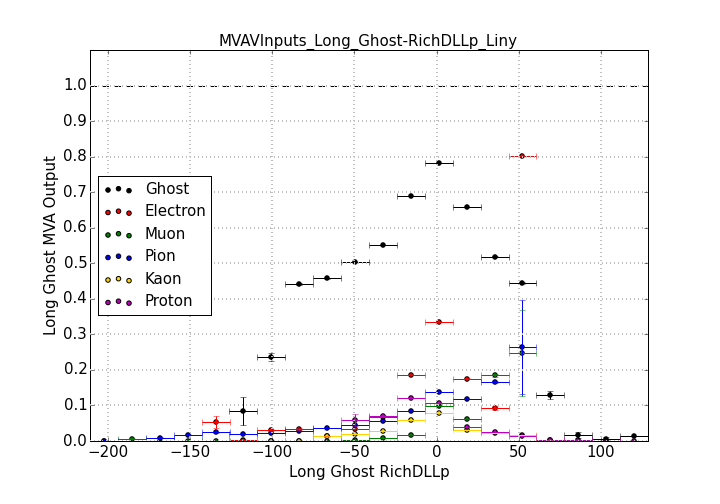 MVAVInputs_Long_Ghost-RichDLLp_Liny
1.0
0.9
0.8
0.7
0.6
0.5
0.4
0.3
0.2
0.1
0.0
Long Ghost MVA Output
Ghost
Electron
Muon
Pion
Kaon
Proton
−200 −150 −100 −50 0 50 100
Long Ghost RichDLLp